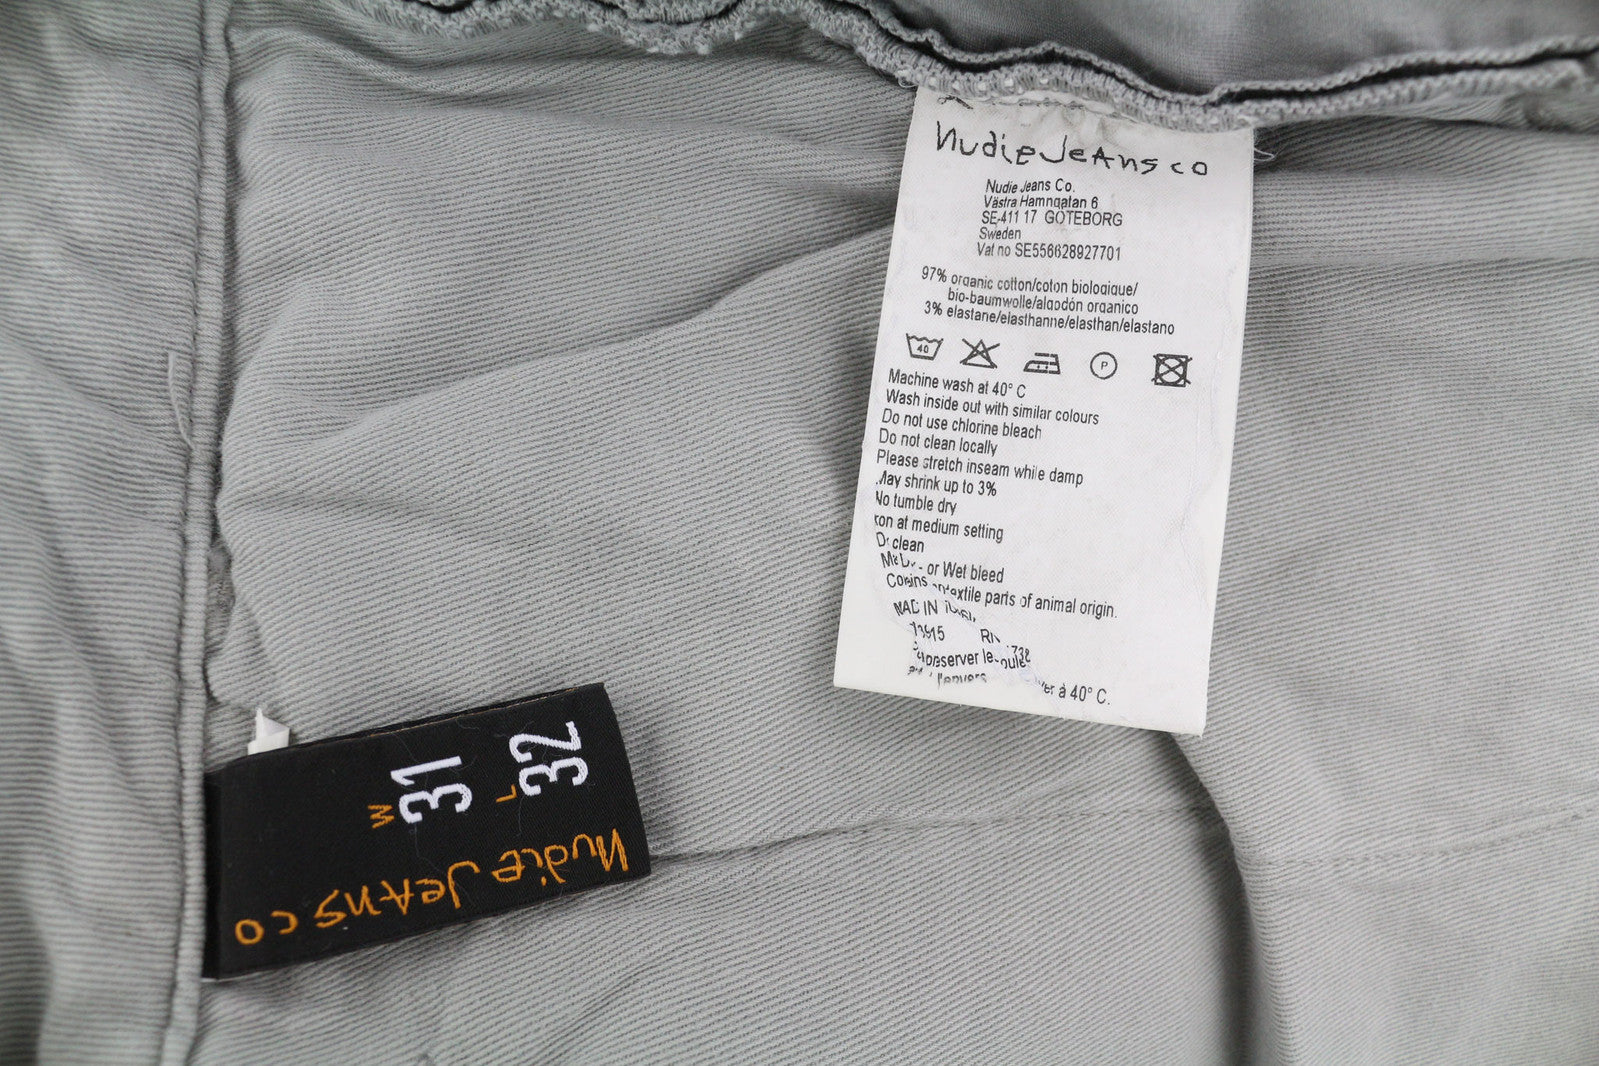 nudie Jeans co
Nudie Jeans Co.
Västra Hamngatan 6
SE-411 17 GÖTEBORG
Sweden
Vat no SE556628927701
97% organic cotton/coton biologique/
bio-baumwolle/algodón organico
3% elastane/elasthanne/elasthan/elastano
40
P
Machine wash at 40° C
Wash inside out with similar colours
Do not use chlorine bleach
Do not clean locally
Please stretch inseam while damp
May shrink up to 3%
No tumble dry
at medium setting
clean
or Wet bleed
textile parts of animal origin.
IN
à 40° C.
W 31
L 32
nudie Jeans co